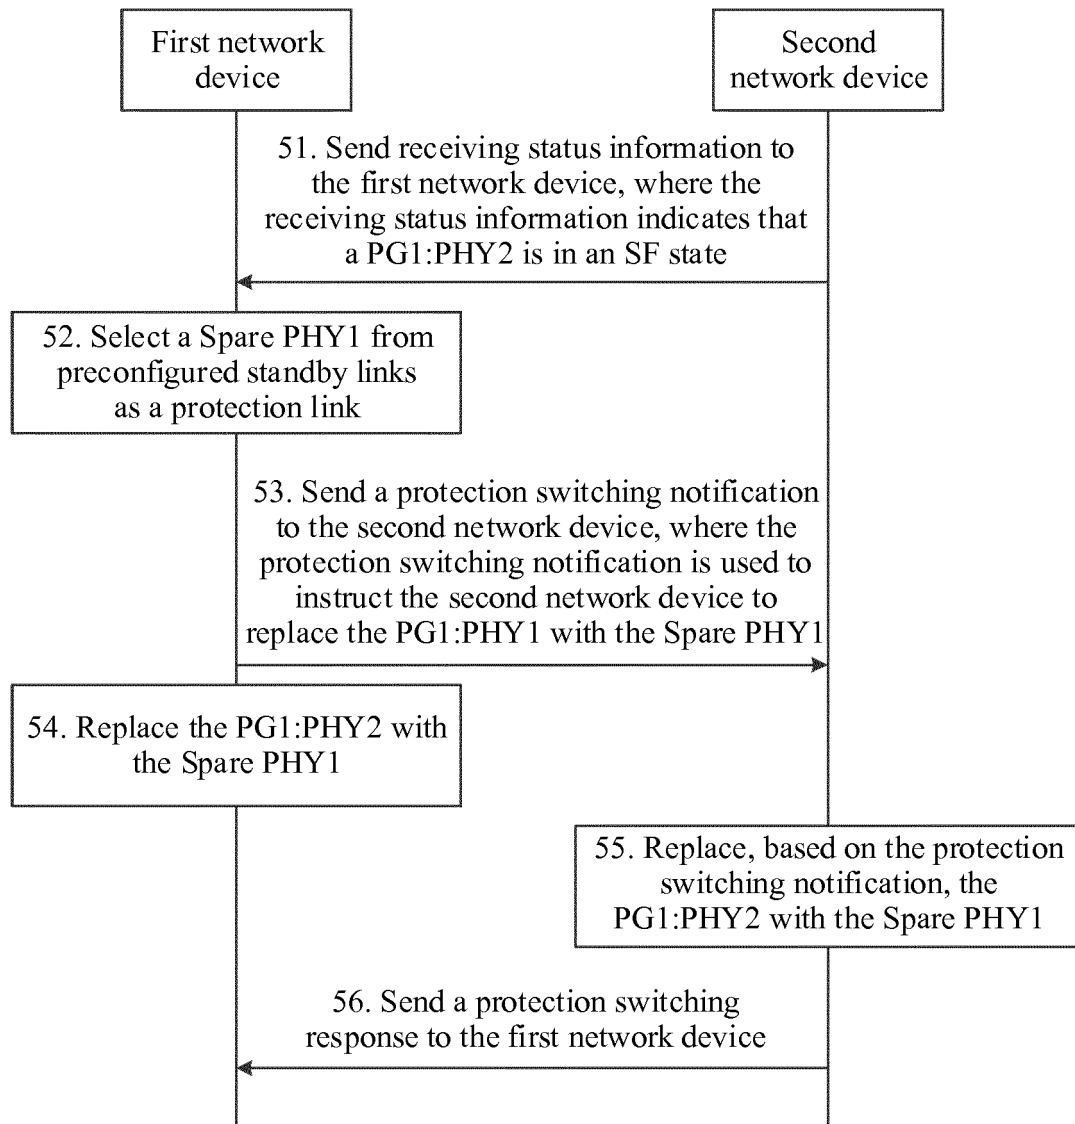 First network
device
Second
network device
51. Send receiving status information to
the first network device, where the
receiving status information indicates that
a PG1:PHY2 is in an SF state
52. Select a Spare PHY1 from
preconfigured standby links
as a protection link
53. Send a protection switching notification
to the second network device, where the
protection switching notification is used to
instruct the second network device to
replace the PG1:PHY1 with the Spare PHY1
54. Replace the PG1:PHY2 with
the Spare PHY1
55. Replace, based on the protection
switching notification, the
PG1:PHY2 with the Spare PHY1
56. Send a protection switching
response to the first network device